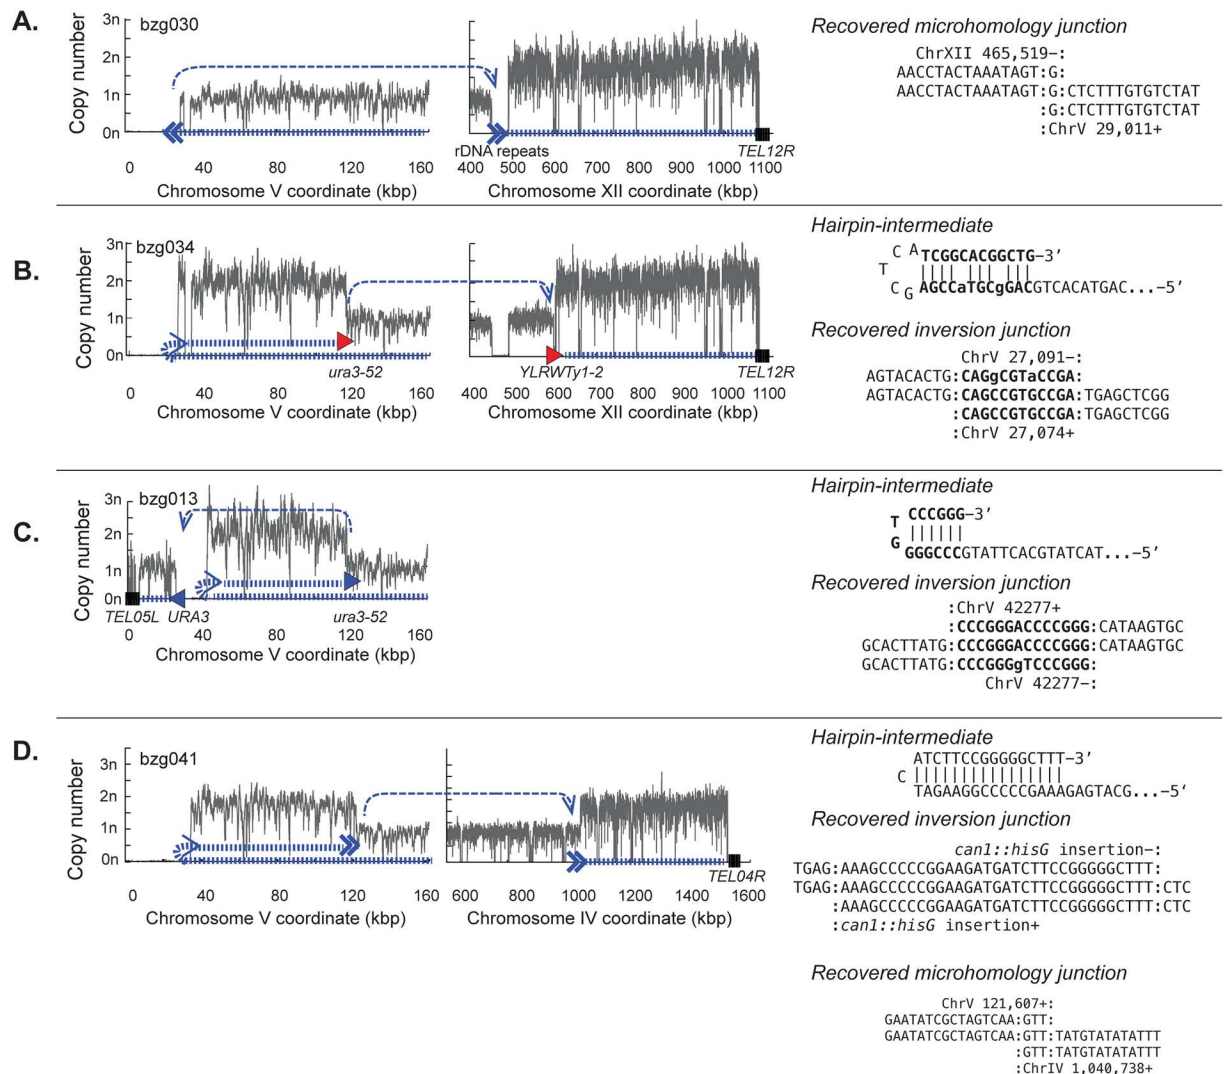 A.
Copy number
3n
2n
1n
0n
bzg030
rDNA repeats
TEL12R
0 40 80 120 160
400 500 600 700 800 900 1000 1100
Chromosome V coordinate (kbp)
Chromosome XII coordinate (kbp)
Recovered microhomology junction
ChrXII 465,519–:
AACCTACTAAATAGT:G:
AACCTACTAAATAGT:G:CTCTTTGTGTCTAT
:G:CTCTTTGTGTCTAT
:ChrV 29,011+
B.
Copy number
3n
2n
1n
0n
bzg034
ura3-52
YLRWTy1-2
TEL12R
0 40 80 120 160
400 500 600 700 800 900 1000 1100
Chromosome V coordinate (kbp)
Chromosome XII coordinate (kbp)
Hairpin-intermediate
C A TCGGCACGGCTG–3’
T
C G AGCCaTGCgGACGTCACATGAC...–5’
Recovered inversion junction
ChrV 27,091–:
AGTACACTG:CAGgCGTaCCGA:
AGTACACTG:CAGCCGTGCCGA:TGAGCTCGG
:CAGCCGTGCCGA:TGAGCTCGG
:ChrV 27,074+
C.
Copy number
3n
2n
1n
0n
bzg013
TEL05L URA3
ura3-52
0 40 80 120 160
Chromosome V coordinate (kbp)
Hairpin-intermediate
T CCCGGG–3’
G GGGCCCGTATTCACGTATCAT...–5’
Recovered inversion junction
:ChrV 42277+
:CCCGGGACCCCGGG:CATAAGTGC
GCACTTATG:CCCGGGACCCCGGG:CATAAGTGC
GCACTTATG:CCCGGGgTCCCGGG:
ChrV 42277–:
D.
Copy number
3n
2n
1n
0n
bzg041
TEL04R
0 40 80 120 160
600 800 1000 1200 1400 1600
Chromosome V coordinate (kbp)
Chromosome IV coordinate (kbp)
Hairpin-intermediate
ATCTTCCGGGGGCTTT–3’
C
TAGAAGGCCCCCGAAAGAGTACG...–5‘
Recovered inversion junction
can1::hisG insertion–:
TGAG:AAAGCCCCCGGAAGATGATCTTCCGGGGGCTTT:
TGAG:AAAGCCCCCGGAAGATGATCTTCCGGGGGCTTT:CTC
:AAAGCCCCCGGAAGATGATCTTCCGGGGGCTTT:CTC
:can1::hisG insertion+
Recovered microhomology junction
ChrV 121,607+:
GAATATCGCTAGTCAA:GTT:
GAATATCGCTAGTCAA:GTT:TATGTATATATTT
:GTT:TATGTATATATTT
:ChrIV 1,040,738+